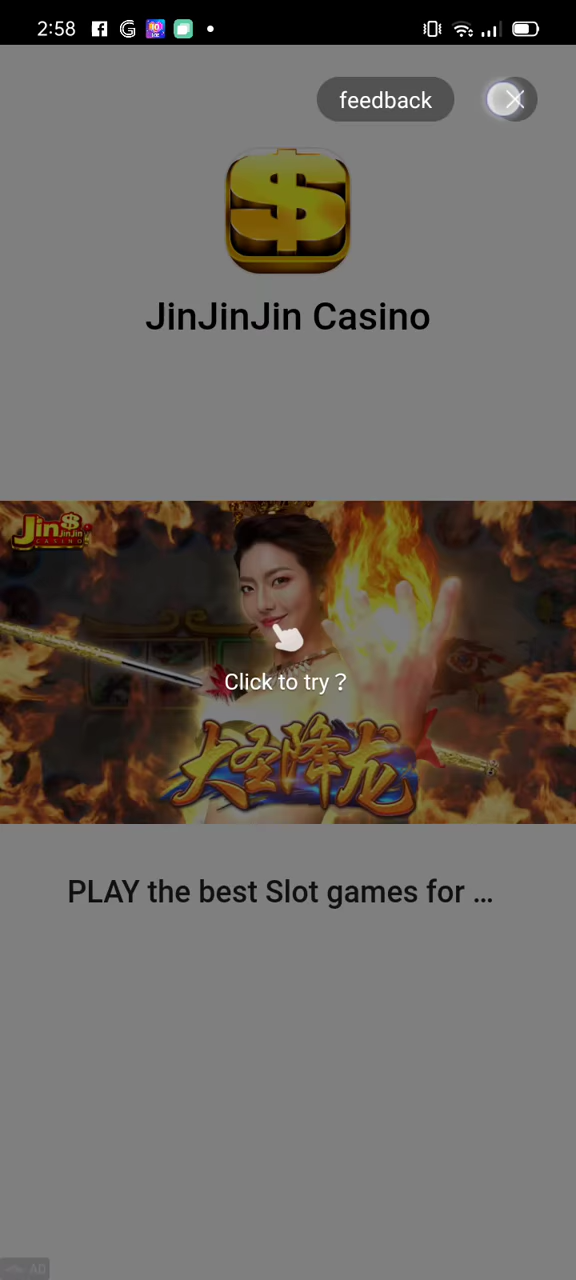 2:58
feedback
JinJinJin Casino
Jin JinJin
CASINO
Click to try？
大圣降龙
PLAY the best Slot games for …
AD